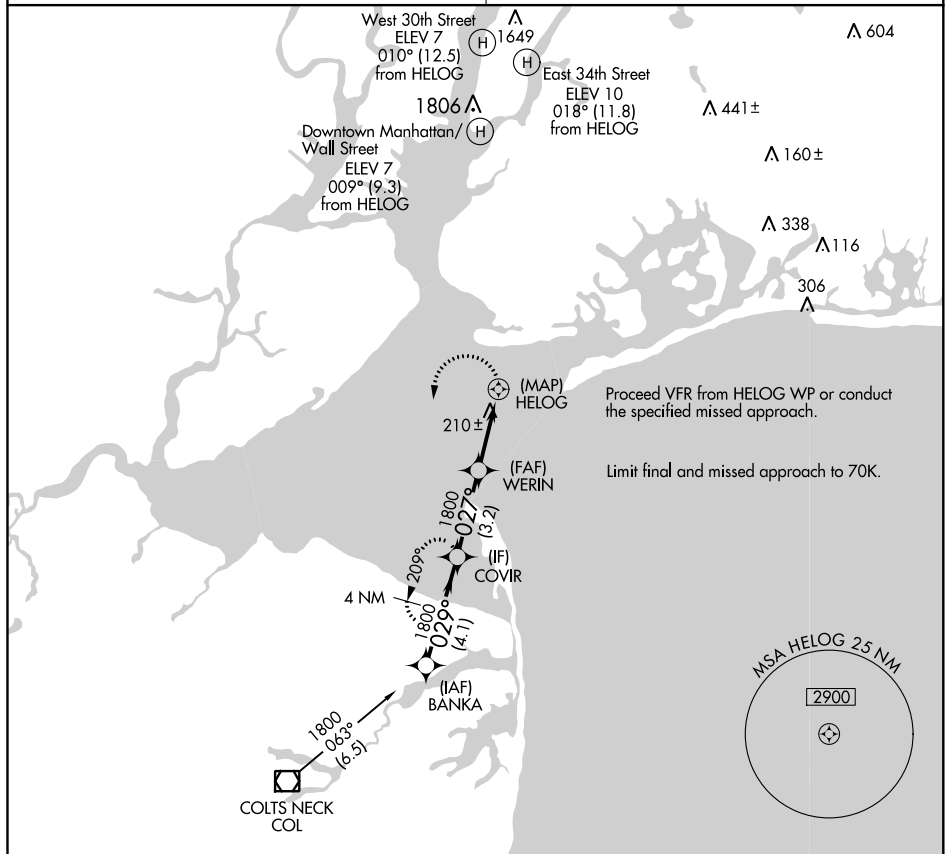 West 30th Street
ELEV 7
010° (12.5)
from HELOG
1649
604
East 34th Street
ELEV 10
018° (11.8)
from HELOG
1806
441±
Downtown Manhattan/
Wall Street
ELEV 7
009° (9.3)
from HELOG
160±
338
116
306
H
H
H
(MAP)
HELOG
210±
Proceed VFR from HELOG WP or conduct
the specified missed approach.
(FAF)
WERIN
Limit final and missed approach to 70K.
1800
027°
(3.2)
(IF)
COVIR
209°
4 NM
1800
029°
(4.1)
(IAF)
BANKA
1800
063°
(6.5)
COLTS NECK
COL
MSA HELOG 25 NM
2900